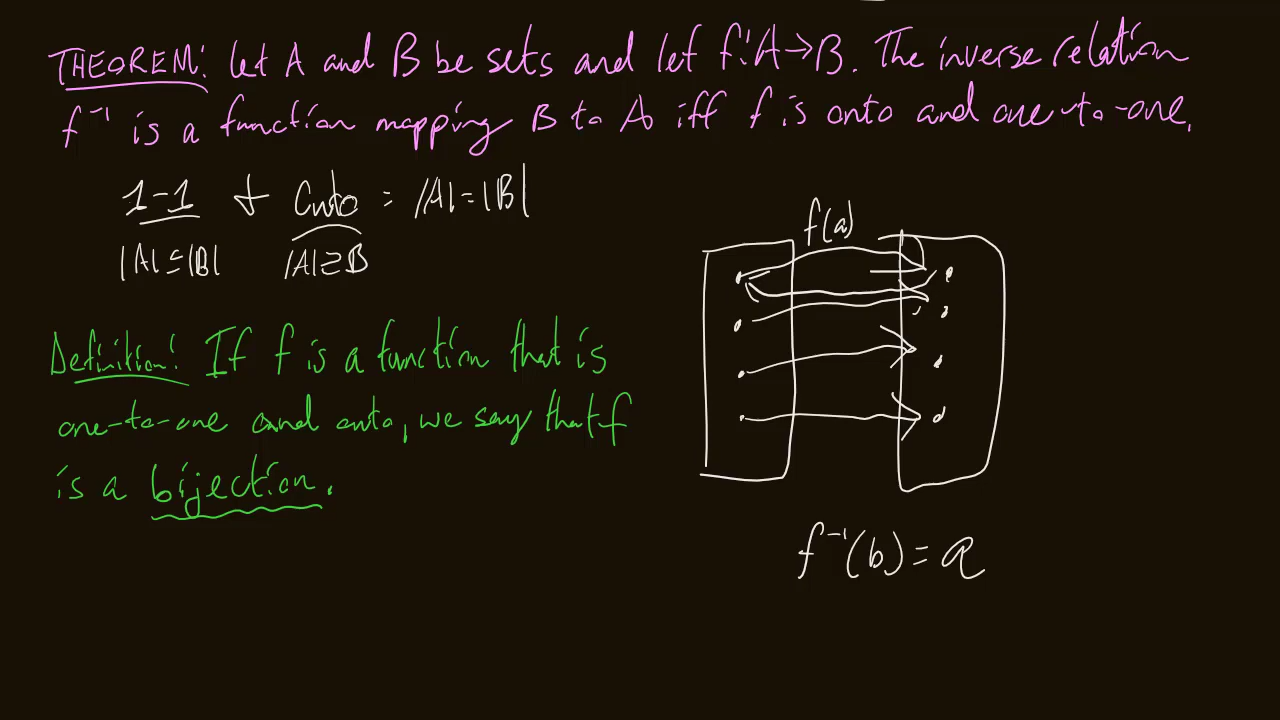 THEOREM: Let A and B be sets and let f: A→B. The inverse relation
f⁻¹ is a function mapping B to A iff f is onto and one-to-one.
1-1 + Onto = |A|=|B|
|A|≤|B| |A|≥B
f(a)
Definition: If f is a function that is
one-to-one and onto, we say that f
is a bijection.
f⁻¹(b) = a